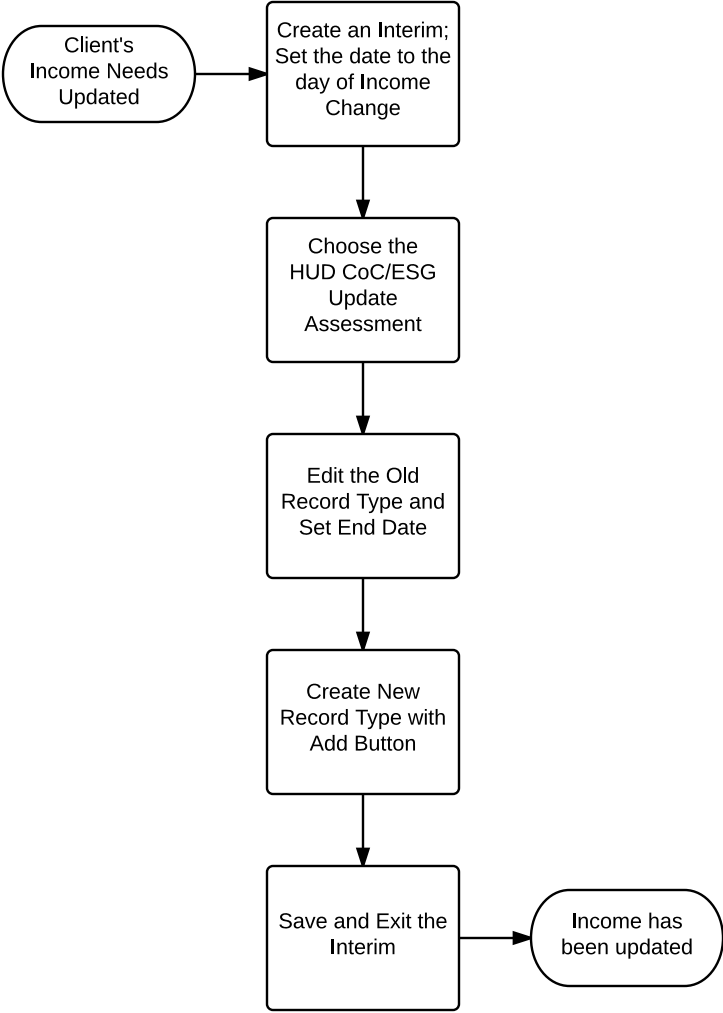 Client's
Income Needs
Updated
Create an Interim;
Set the date to the
day of Income
Change
Choose the
HUD CoC/ESG
Update
Assessment
Edit the Old
Record Type and
Set End Date
Create New
Record Type with
Add Button
Save and Exit the
Interim
Income has
been updated